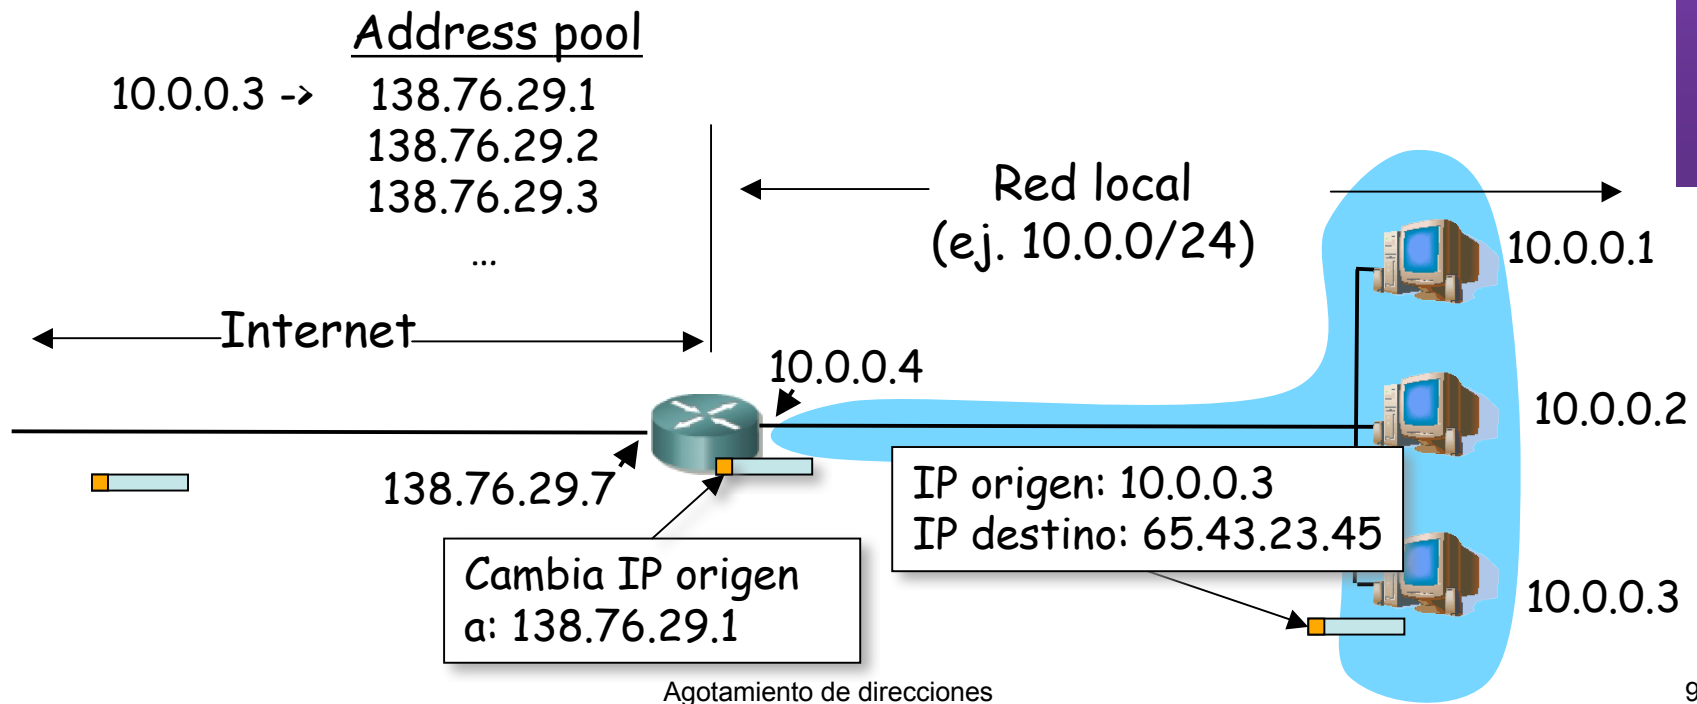 Address pool
10.0.0.3 -> 138.76.29.1
138.76.29.2
138.76.29.3
...
Red local
(ej. 10.0.0/24)
10.0.0.1
Internet
10.0.0.4
10.0.0.2
138.76.29.7
IP origen: 10.0.0.3
IP destino: 65.43.23.45
Cambia IP origen
a: 138.76.29.1
10.0.0.3
Agotamiento de direcciones
9